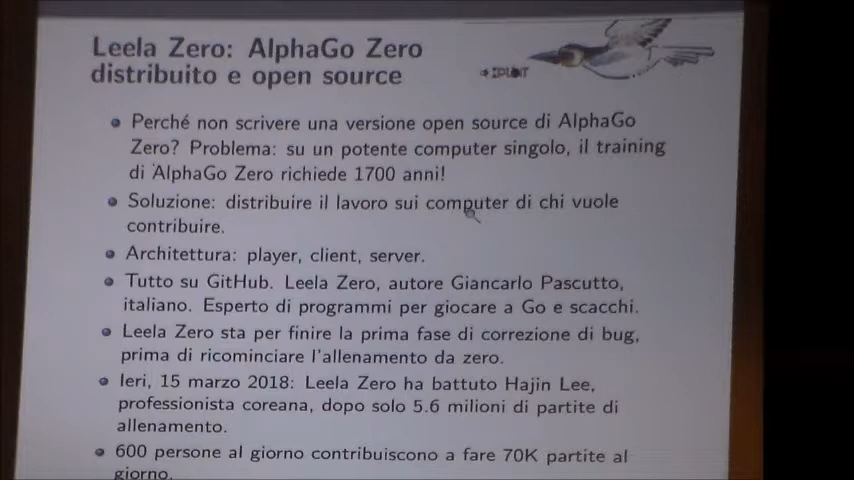 Leela Zero: AlphaGo Zero
distribuito e open source
Perché non scrivere una versione open source di AlphaGo
Zero? Problema: su un potente computer singolo, il training
di AlphaGo Zero richiede 1700 anni!
Soluzione: distribuire il lavoro sui computer di chi vuole
contribuire.
Architettura: player, client, server.
Tutto su GitHub. Leela Zero, autore Giancarlo Pascutto,
italiano. Esperto di programmi per giocare a Go e scacchi.
Leela Zero sta per finire la prima fase di correzione di bug,
prima di ricominciare l'allenamento da zero.
Ieri, 15 marzo 2018: Leela Zero ha battuto Hajin Lee,
professionista coreana, dopo solo 5.6 milioni di partite di
allenamento.
600 persone al giorno contribuiscono a fare 70K partite al
giorno.